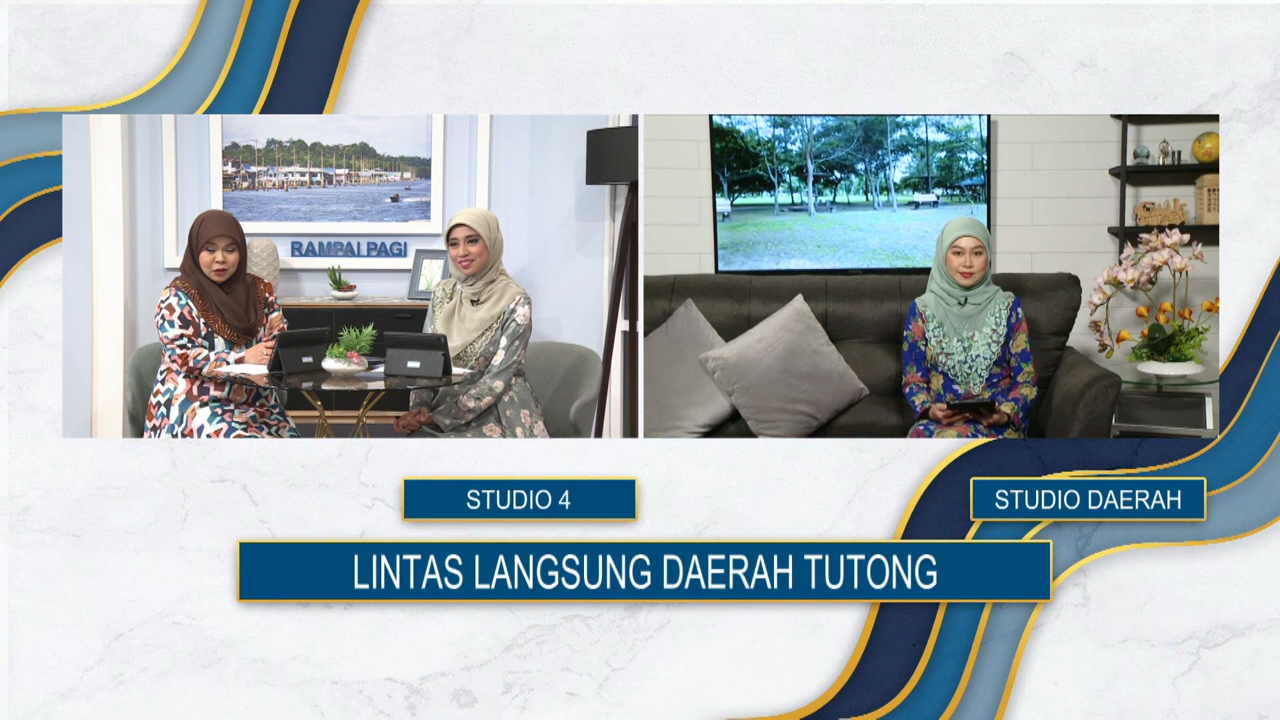 RAMPAI PAGI
STUDIO 4
STUDIO DAERAH
LINTAS LANGSUNG DAERAH TUTONG